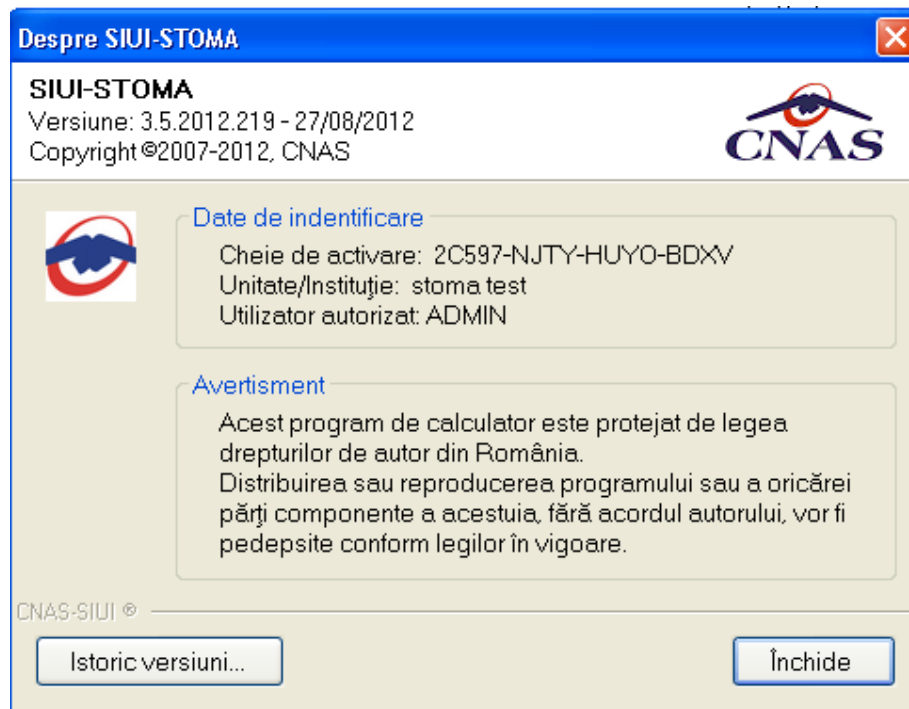 Despre SIUI-STOMA
SIUI-STOMA
Versiune: 3.5.2012.219 - 27/08/2012
Copyright ©2007-2012, CNAS
CNAS
Date de indentificare
Cheie de activare: 2C597-NJTY-HUYO-BDXV
Unitate/Instituţie: stoma test
Utilizator autorizat: ADMIN
Avertisment
Acest program de calculator este protejat de legea
drepturilor de autor din România.
Distribuirea sau reproducerea programului sau a oricărei
părţi componente a acestuia, fără acordul autorului, vor fi
pedepsite conform legilor în vigoare.
CNAS-SIUI ®
Istoric versiuni...
Închide